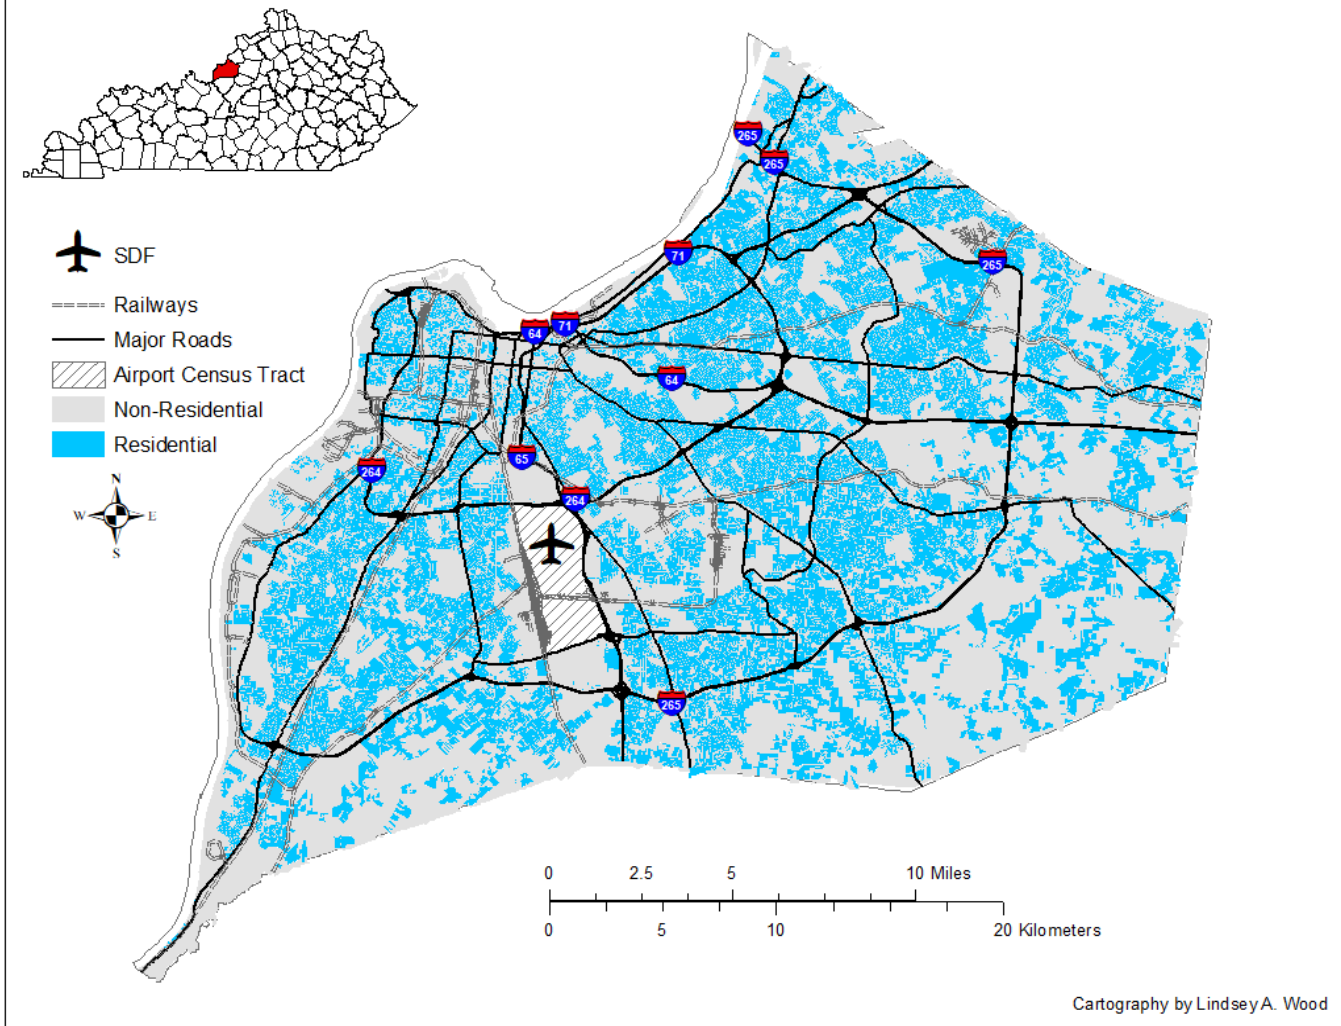 265
265
71
265
SDF
Railways
71
64
Major Roads
Airport Census Tract
64
Non-Residential
Residential
65
264
N
264
W E
S
265
0 2.5 5 10 Miles
0 5 10 20 Kilometers
Cartography by Lindsey A. Wood